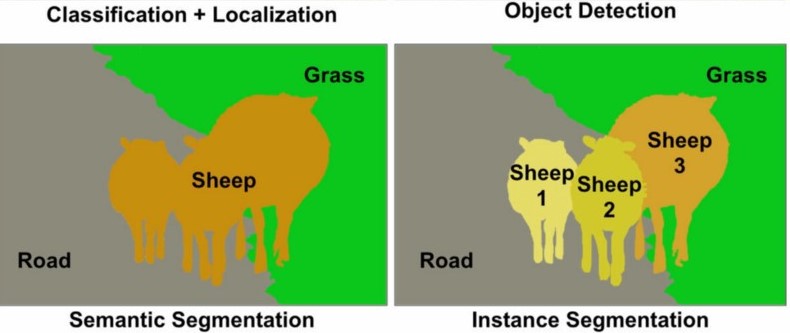 Classification + Localization
Object Detection
Grass
Sheep
Road
Grass
Sheep
3
Sheep
1
Sheep
2
Road
Semantic Segmentation
Instance Segmentation